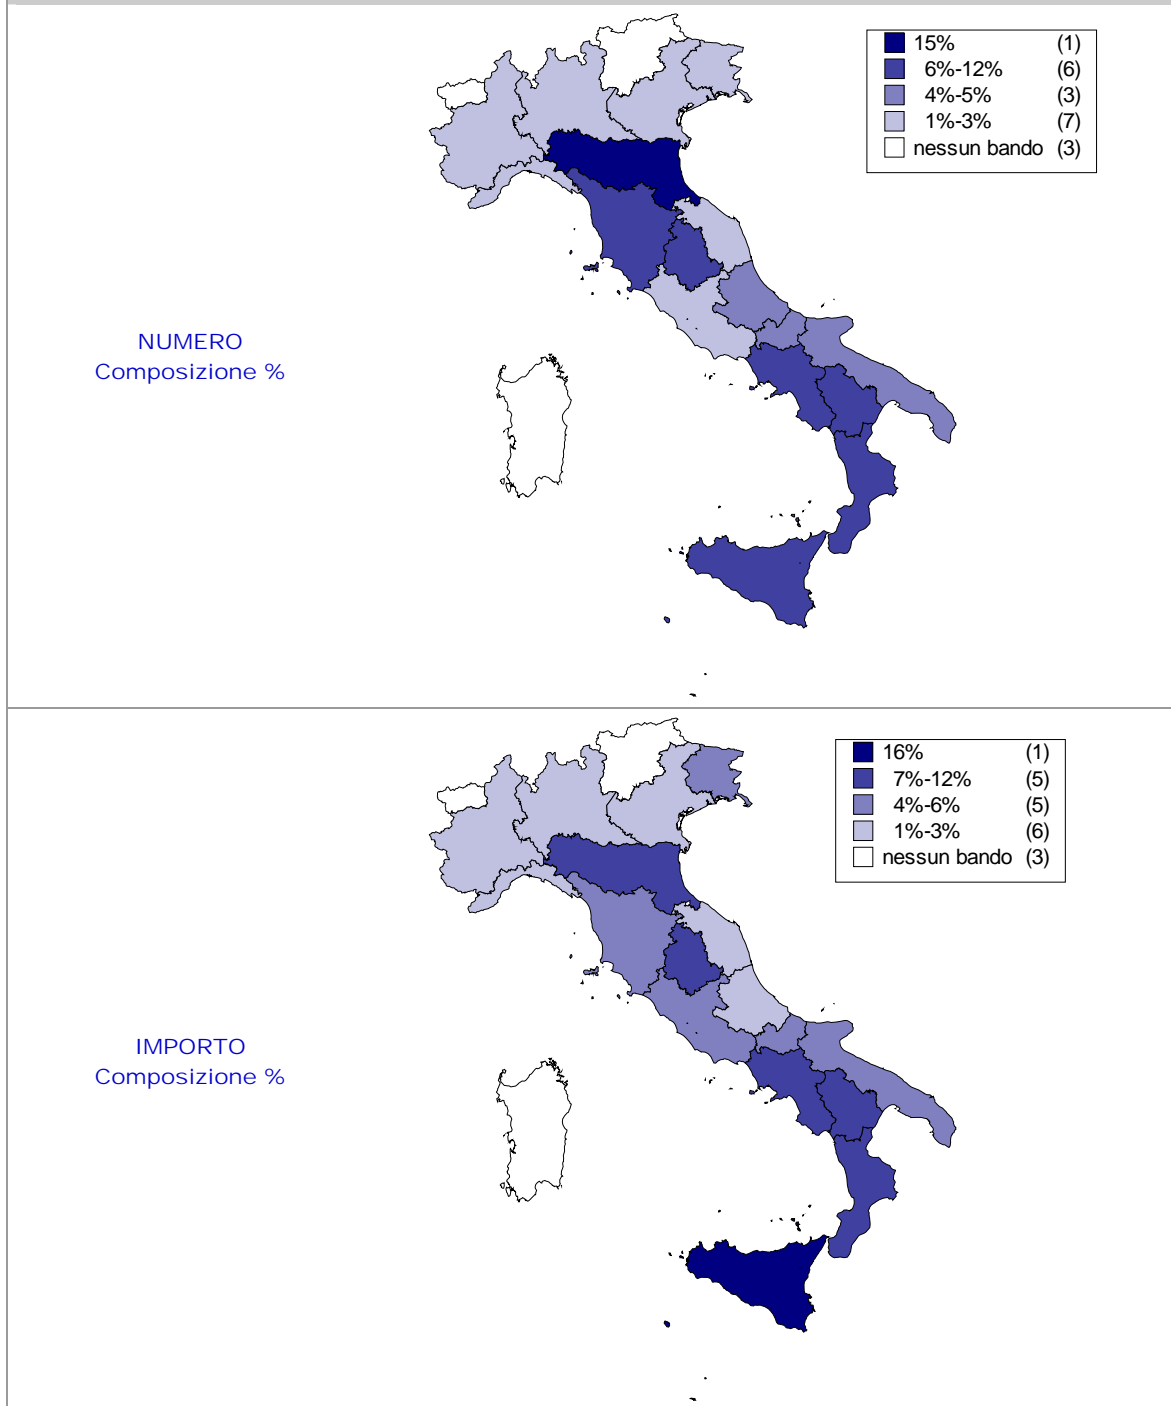 15% (1)
6%-12% (6)
4%-5% (3)
1%-3% (7)
nessun bando (3)
NUMERO
Composizione %
16% (1)
7%-12% (5)
4%-6% (5)
1%-3% (6)
nessun bando (3)
IMPORTO
Composizione %